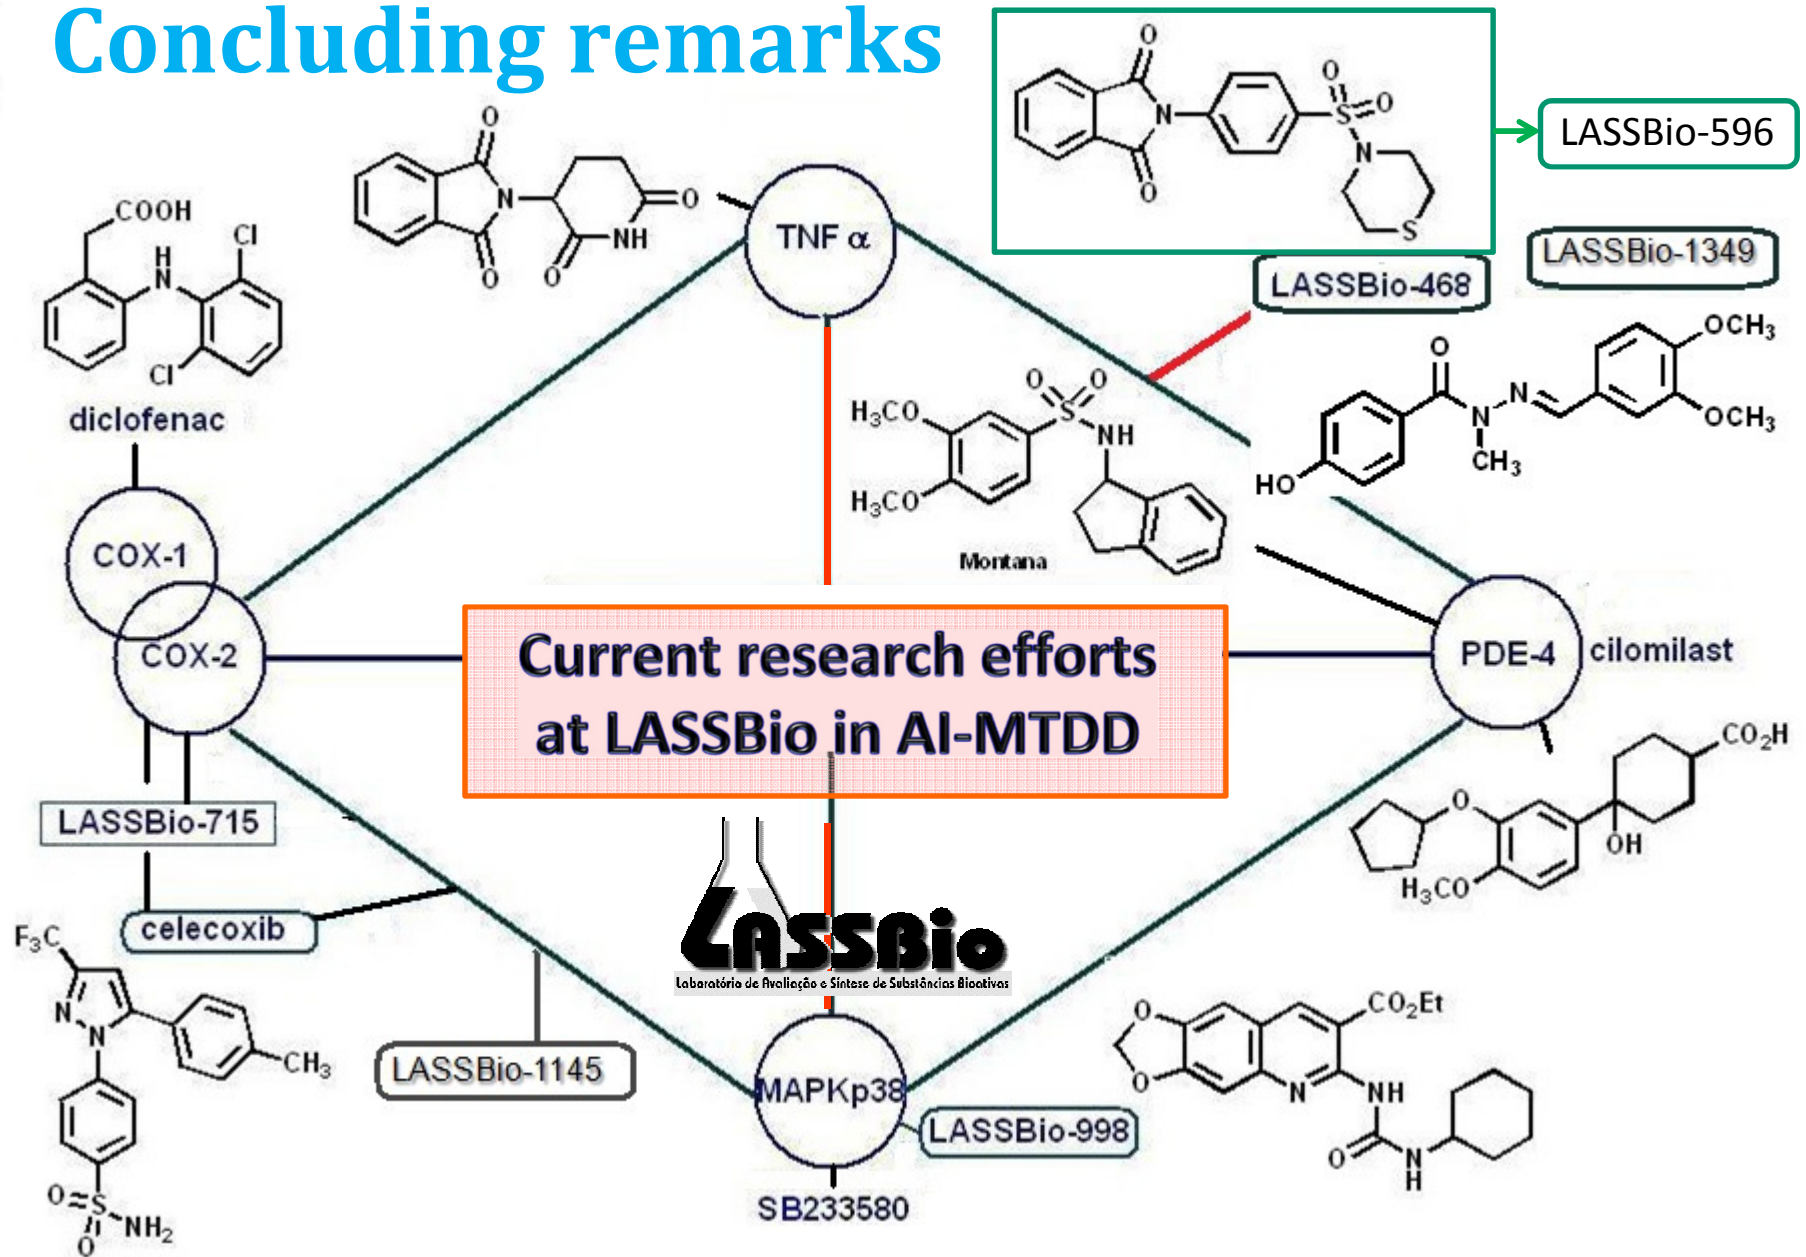 Concluding remarks
LASSBio-596
TNF α
LASSBio-468
LASSBio-1349
COOH
H
N
Cl
Cl
diclofenac
O
O
N
O
NH
O
O
O
N
S
O
O
N
S
H₃CO
H₃CO
O
O
S
NH
Montana
O
N
N
CH₃
HO
OCH₃
OCH₃
COX-1
COX-2
Current research efforts
at LASSBio in AI-MTDD
PDE-4
cilomilast
LASSBio-715
celecoxib
LASSBio-1145
LASSBio
Laboratório de Avaliação e Síntese de Substâncias Bioativas
CO₂H
O
OH
H₃CO
F₃C
N
N
CH₃
O
S
O
NH₂
MAPKp38
LASSBio-998
SB233580
O
O
CO₂Et
N
NH
O
N
H